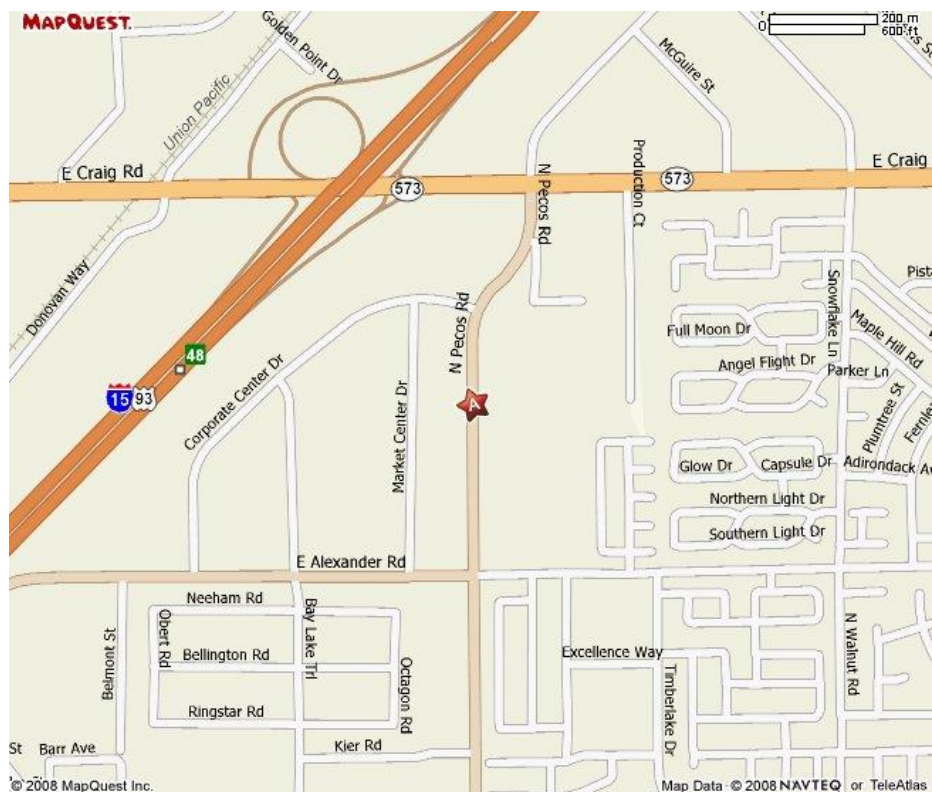 MAPQUEST.
0 200 m
600 ft
Golden Point Dr
McGuire St
Union Pacific
E Craig Rd
573
N Pecos Rd
Production Ct
573
E Craig
Donovan Way
N Pecos Rd
Snowflake Ln
Full Moon Dr
Maple Hill Rd
48
Angel Flight Dr
Parker Ln
15 93
Corporate Center Dr
Market Center Dr
A
Plumtree St
Glow Dr
Capsule Dr
Adirondack Av
Northern Light Dr
Southern Light Dr
E Alexander Rd
Neeham Rd
Belmont St
Obert Rd
Bay Lake Trl
Bellington Rd
Octagon Rd
Excellence Way
Timberlake Dr
N Walnut Rd
Ringstar Rd
St
Barr Ave
Kier Rd
© 2008 MapQuest Inc.
Map Data © 2008 NAVTEQ or TeleAtlas